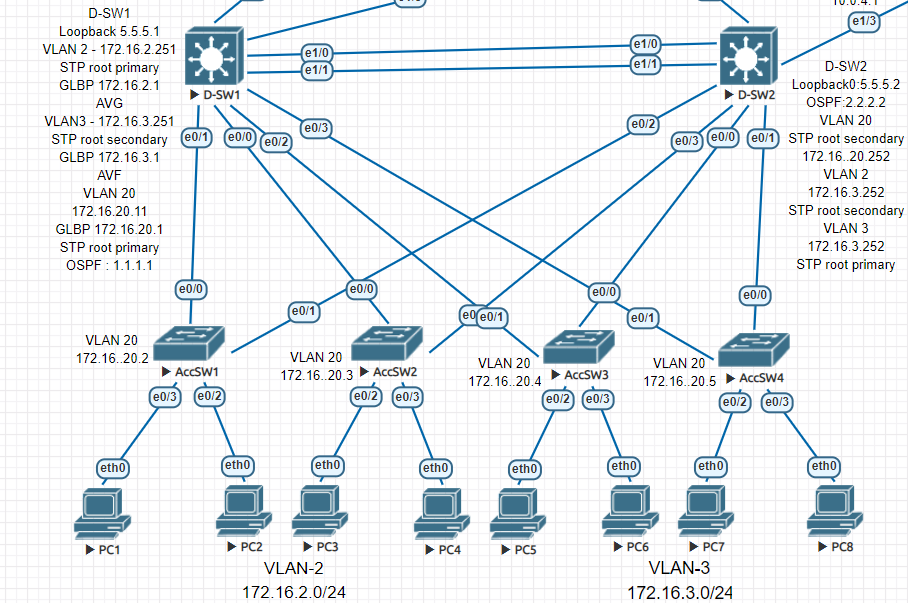 D-SW1
Loopback 5.5.5.1
VLAN 2 - 172.16.2.251
STP root primary
GLBP 172.16.2.1
AVG
VLAN3 - 172.16.3.251
STP root secondary
GLBP 172.16.3.1
AVF
VLAN 20
172.16.20.11
GLBP 172.16.20.1
STP root primary
OSPF : 1.1.1.1
10.0.4.1
e1/3
e1/0
e1/0
e1/1
e1/1
D-SW1
D-SW2
D-SW2
Loopback0:5.5.5.2
OSPF:2.2.2.2
VLAN 20
STP root secondary
172.16..20.252
VLAN 2
172.16.3.252
STP root secondary
VLAN 3
172.16.3.252
STP root primary
e0/1
e0/0
e0/2
e0/3
e0/2
e0/3
e0/0
e0/1
e0/0
e0/1
e0/0
e0
e0/1
e0/0
e0/1
e0/0
VLAN 20
172.16..20.2
AccSW1
VLAN 20
172.16..20.3
AccSW2
VLAN 20
172.16..20.4
AccSW3
VLAN 20
172.16..20.5
AccSW4
e0/3
e0/2
e0/2
e0/3
e0/2
e0/3
e0/2
e0/3
eth0
eth0
eth0
eth0
eth0
eth0
eth0
eth0
PC1
PC2
PC3
PC4
PC5
PC6
PC7
PC8
VLAN-2
172.16.2.0/24
VLAN-3
172.16.3.0/24